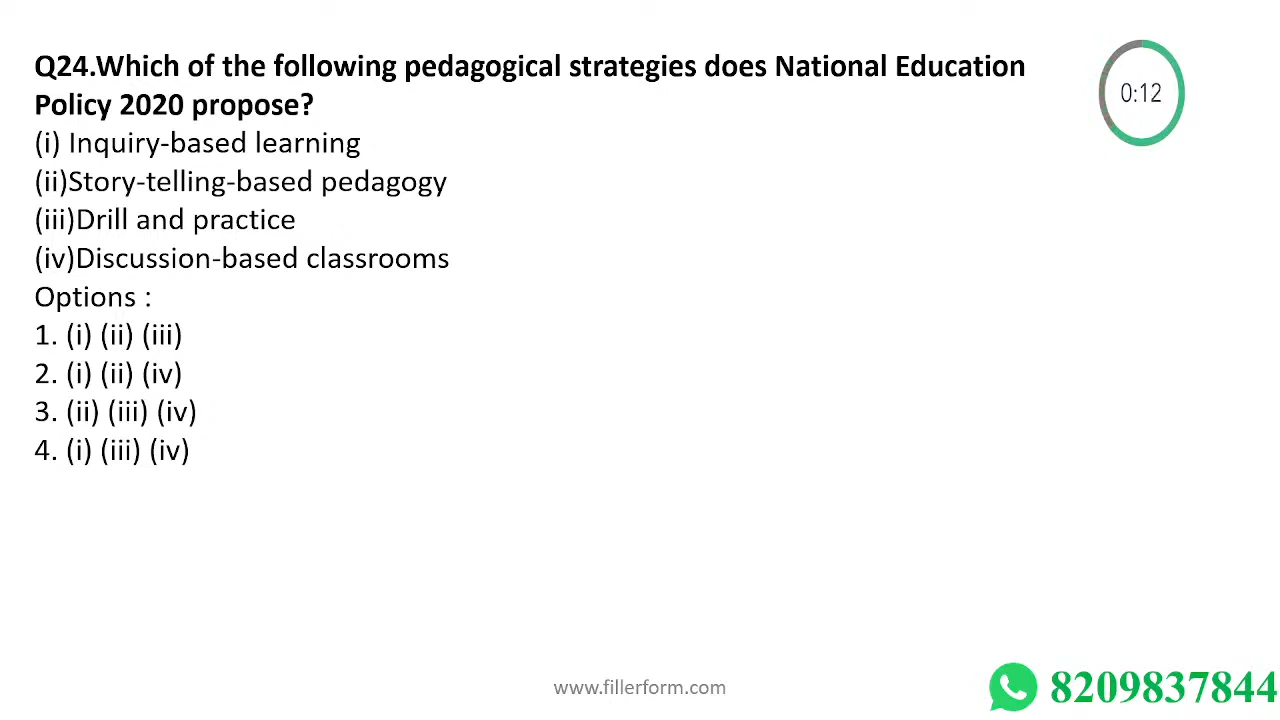 Q24.Which of the following pedagogical strategies does National Education
Policy 2020 propose?
(i) Inquiry-based learning
(ii)Story-telling-based pedagogy
(iii)Drill and practice
(iv)Discussion-based classrooms
Options :
1. (i) (ii) (iii)
2. (i) (ii) (iv)
3. (ii) (iii) (iv)
4. (i) (iii) (iv)
0:12
www.fillerform.com
8209837844